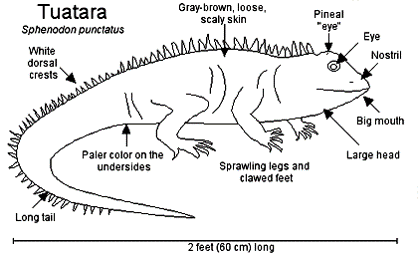 Tuatara
Sphenodon punctatus
Gray-brown, loose,
scaly skin
Pineal
"eye"
Eye
Nostril
White
dorsal
crests
Big mouth
Large head
Paler color on the
undersides
Sprawling legs and
clawed feet
Long tail
2 feet (60 cm) long